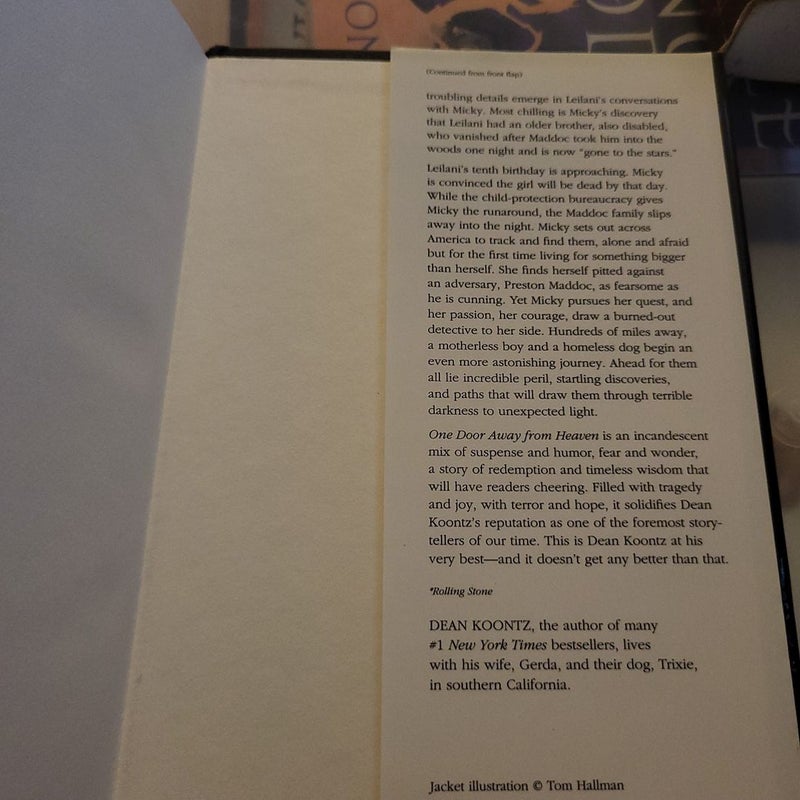 (Continued from front flap)
troubling details emerge in Leilani's conversations
with Micky. Most chilling is Micky's discovery
that Leilani had an older brother, also disabled,
who vanished after Maddoc took him into the
woods one night and is now "gone to the stars."
Leilani's tenth birthday is approaching. Micky
is convinced the girl will be dead by that day.
While the child-protection bureaucracy gives
Micky the runaround, the Maddoc family slips
away into the night. Micky sets out across
America to track and find them, alone and afraid
but for the first time living for something bigger
than herself. She finds herself pitted against
an adversary, Preston Maddoc, as fearsome as
he is cunning. Yet Micky pursues her quest, and
her passion, her courage, draw a burned-out
detective to her side. Hundreds of miles away,
a motherless boy and a homeless dog begin an
even more astonishing journey. Ahead for them
all lie incredible peril, startling discoveries,
and paths that will draw them through terrible
darkness to unexpected light.
One Door Away from Heaven is an incandescent
mix of suspense and humor, fear and wonder,
a story of redemption and timeless wisdom that
will have readers cheering. Filled with tragedy
and joy, with terror and hope, it solidifies Dean
Koontz's reputation as one of the foremost story-
tellers of our time. This is Dean Koontz at his
very best—and it doesn't get any better than that.
*Rolling Stone
DEAN KOONTZ, the author of many
#1 New York Times bestsellers, lives
with his wife, Gerda, and their dog, Trixie,
in southern California.
Jacket illustration © Tom Hallman